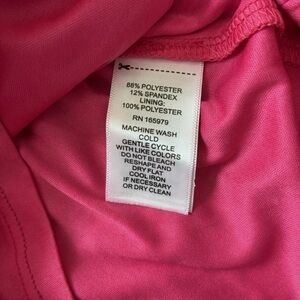 88% POLYESTER
12% SPANDEX
LINING:
100% POLYESTER
RN 165979
MACHINE WASH
COLD
GENTLE CYCLE
WITH LIKE COLORS
DO NOT BLEACH
RESHAPE AND
DRY FLAT
COOL IRON
IF NECESSARY
OR DRY CLEAN